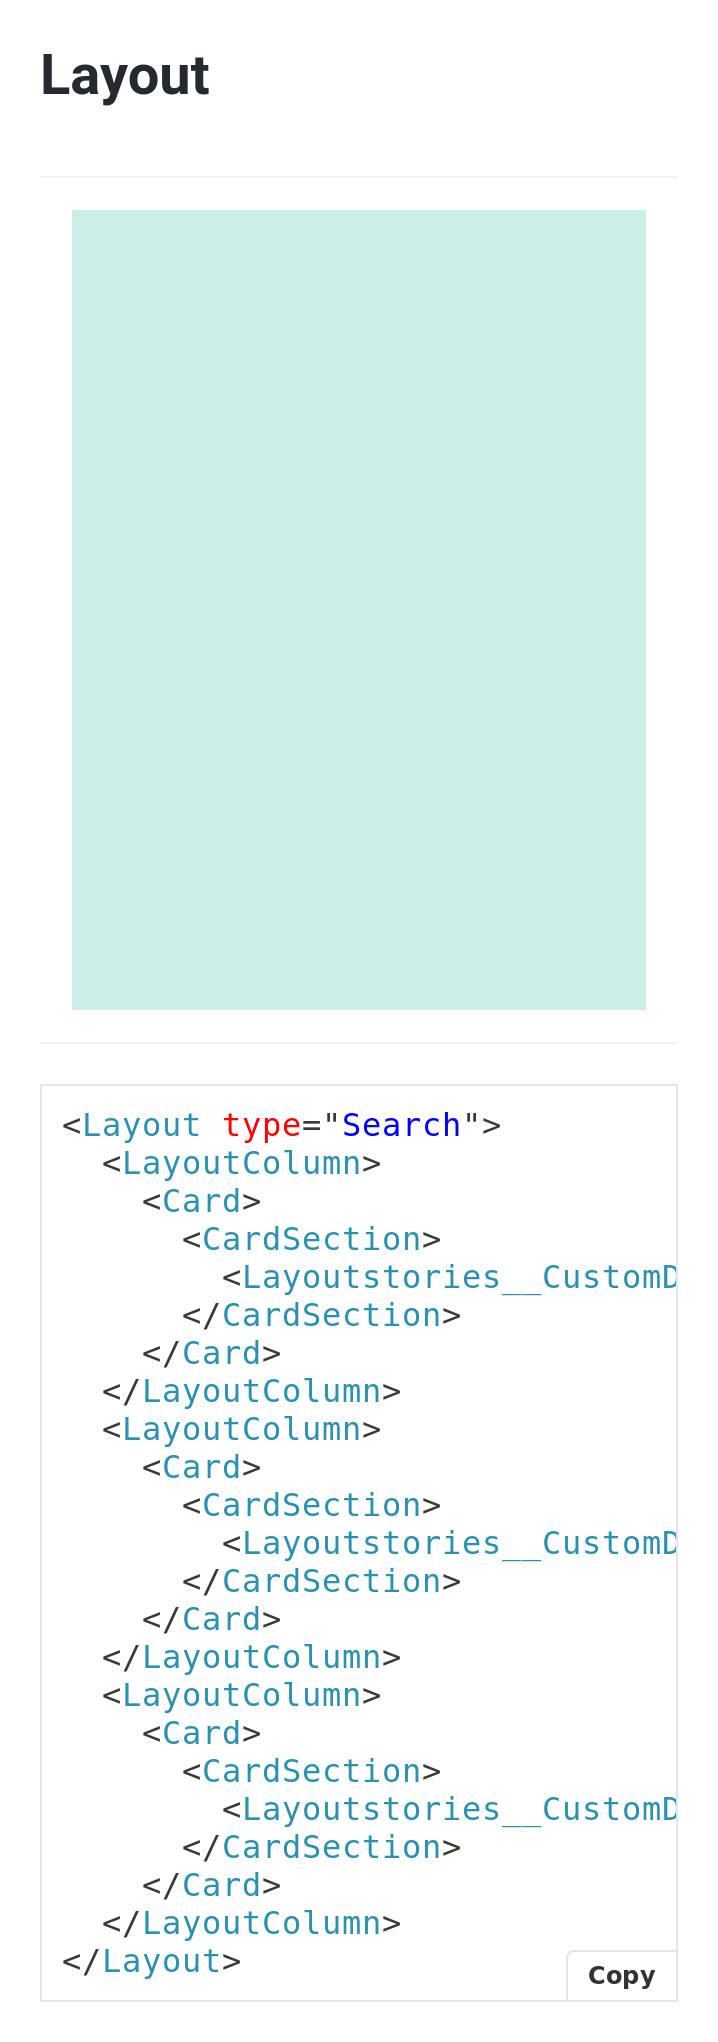 Layout
<Layout type="Search">
<LayoutColumn>
<Card>
<CardSection>
<Layoutstories__CustomD
</CardSection>
</Card>
</LayoutColumn>
<LayoutColumn>
<Card>
<CardSection>
<Layoutstories__CustomD
</CardSection>
</Card>
</LayoutColumn>
<LayoutColumn>
<Card>
<CardSection>
<Layoutstories__CustomD
</CardSection>
</Card>
</LayoutColumn>
</Layout>
Copy